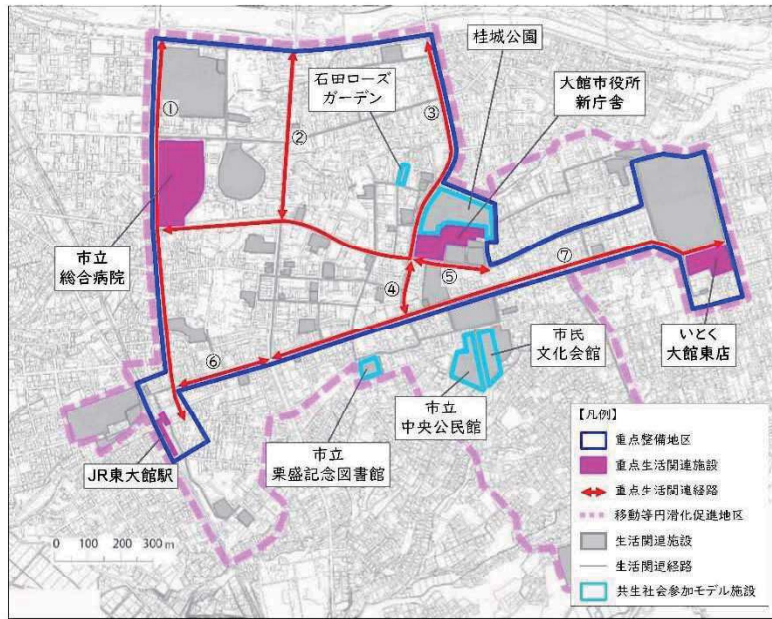 桂城公園
石田ローズ
ガーデン
大館市役所
新庁舎
①
②
③
市立
総合病院
④
⑤
⑦
⑥
いとく
大館東店
市民
文化会館
市立
中央公民館
市立
栗盛記念図書館
JR東大館駅
0 100 200 300 m
【凡例】
重点整備地区
重点生活関連施設
重点生活関連経路
移動等円滑化促進地区
生活関連施設
生活関連経路
共生社会参加モデル施設